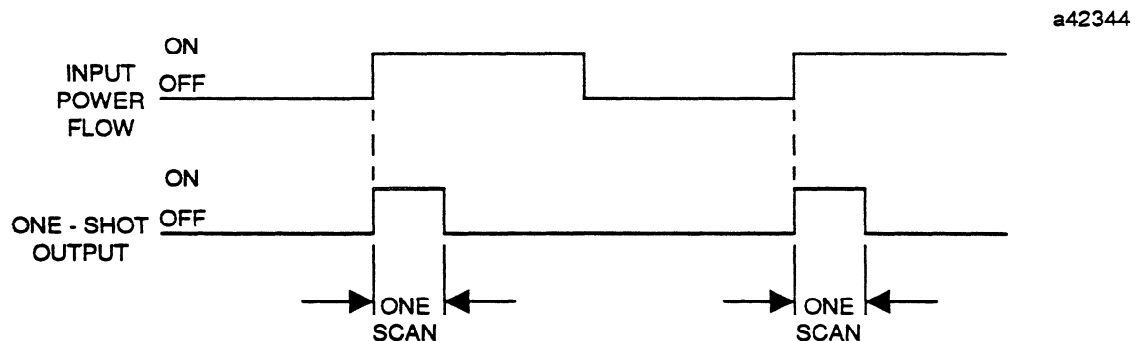 a42344
ON
OFF
INPUT
POWER
FLOW
ON
OFF
ONE - SHOT
OUTPUT
ONE
SCAN
ONE
SCAN